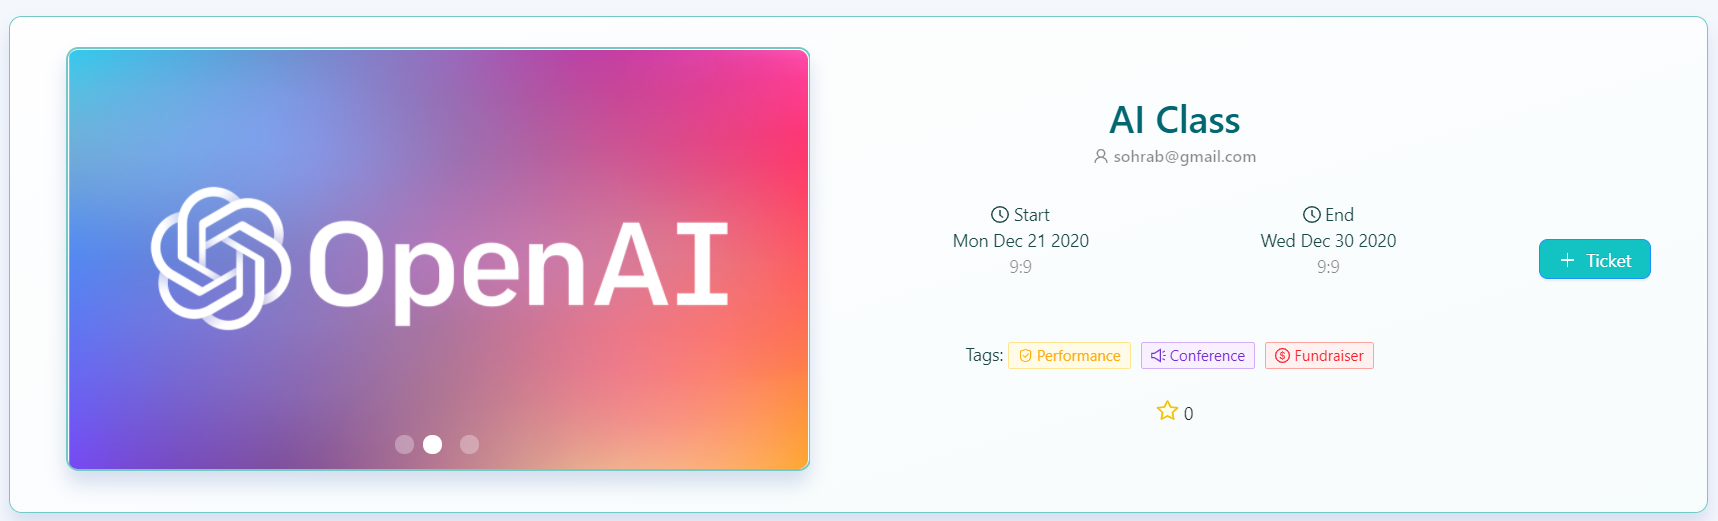 OpenAI
AI Class
sohrab@gmail.com
Start
Mon Dec 21 2020
9:9
End
Wed Dec 30 2020
9:9
+ Ticket
Tags: Performance Conference Fundraiser
0